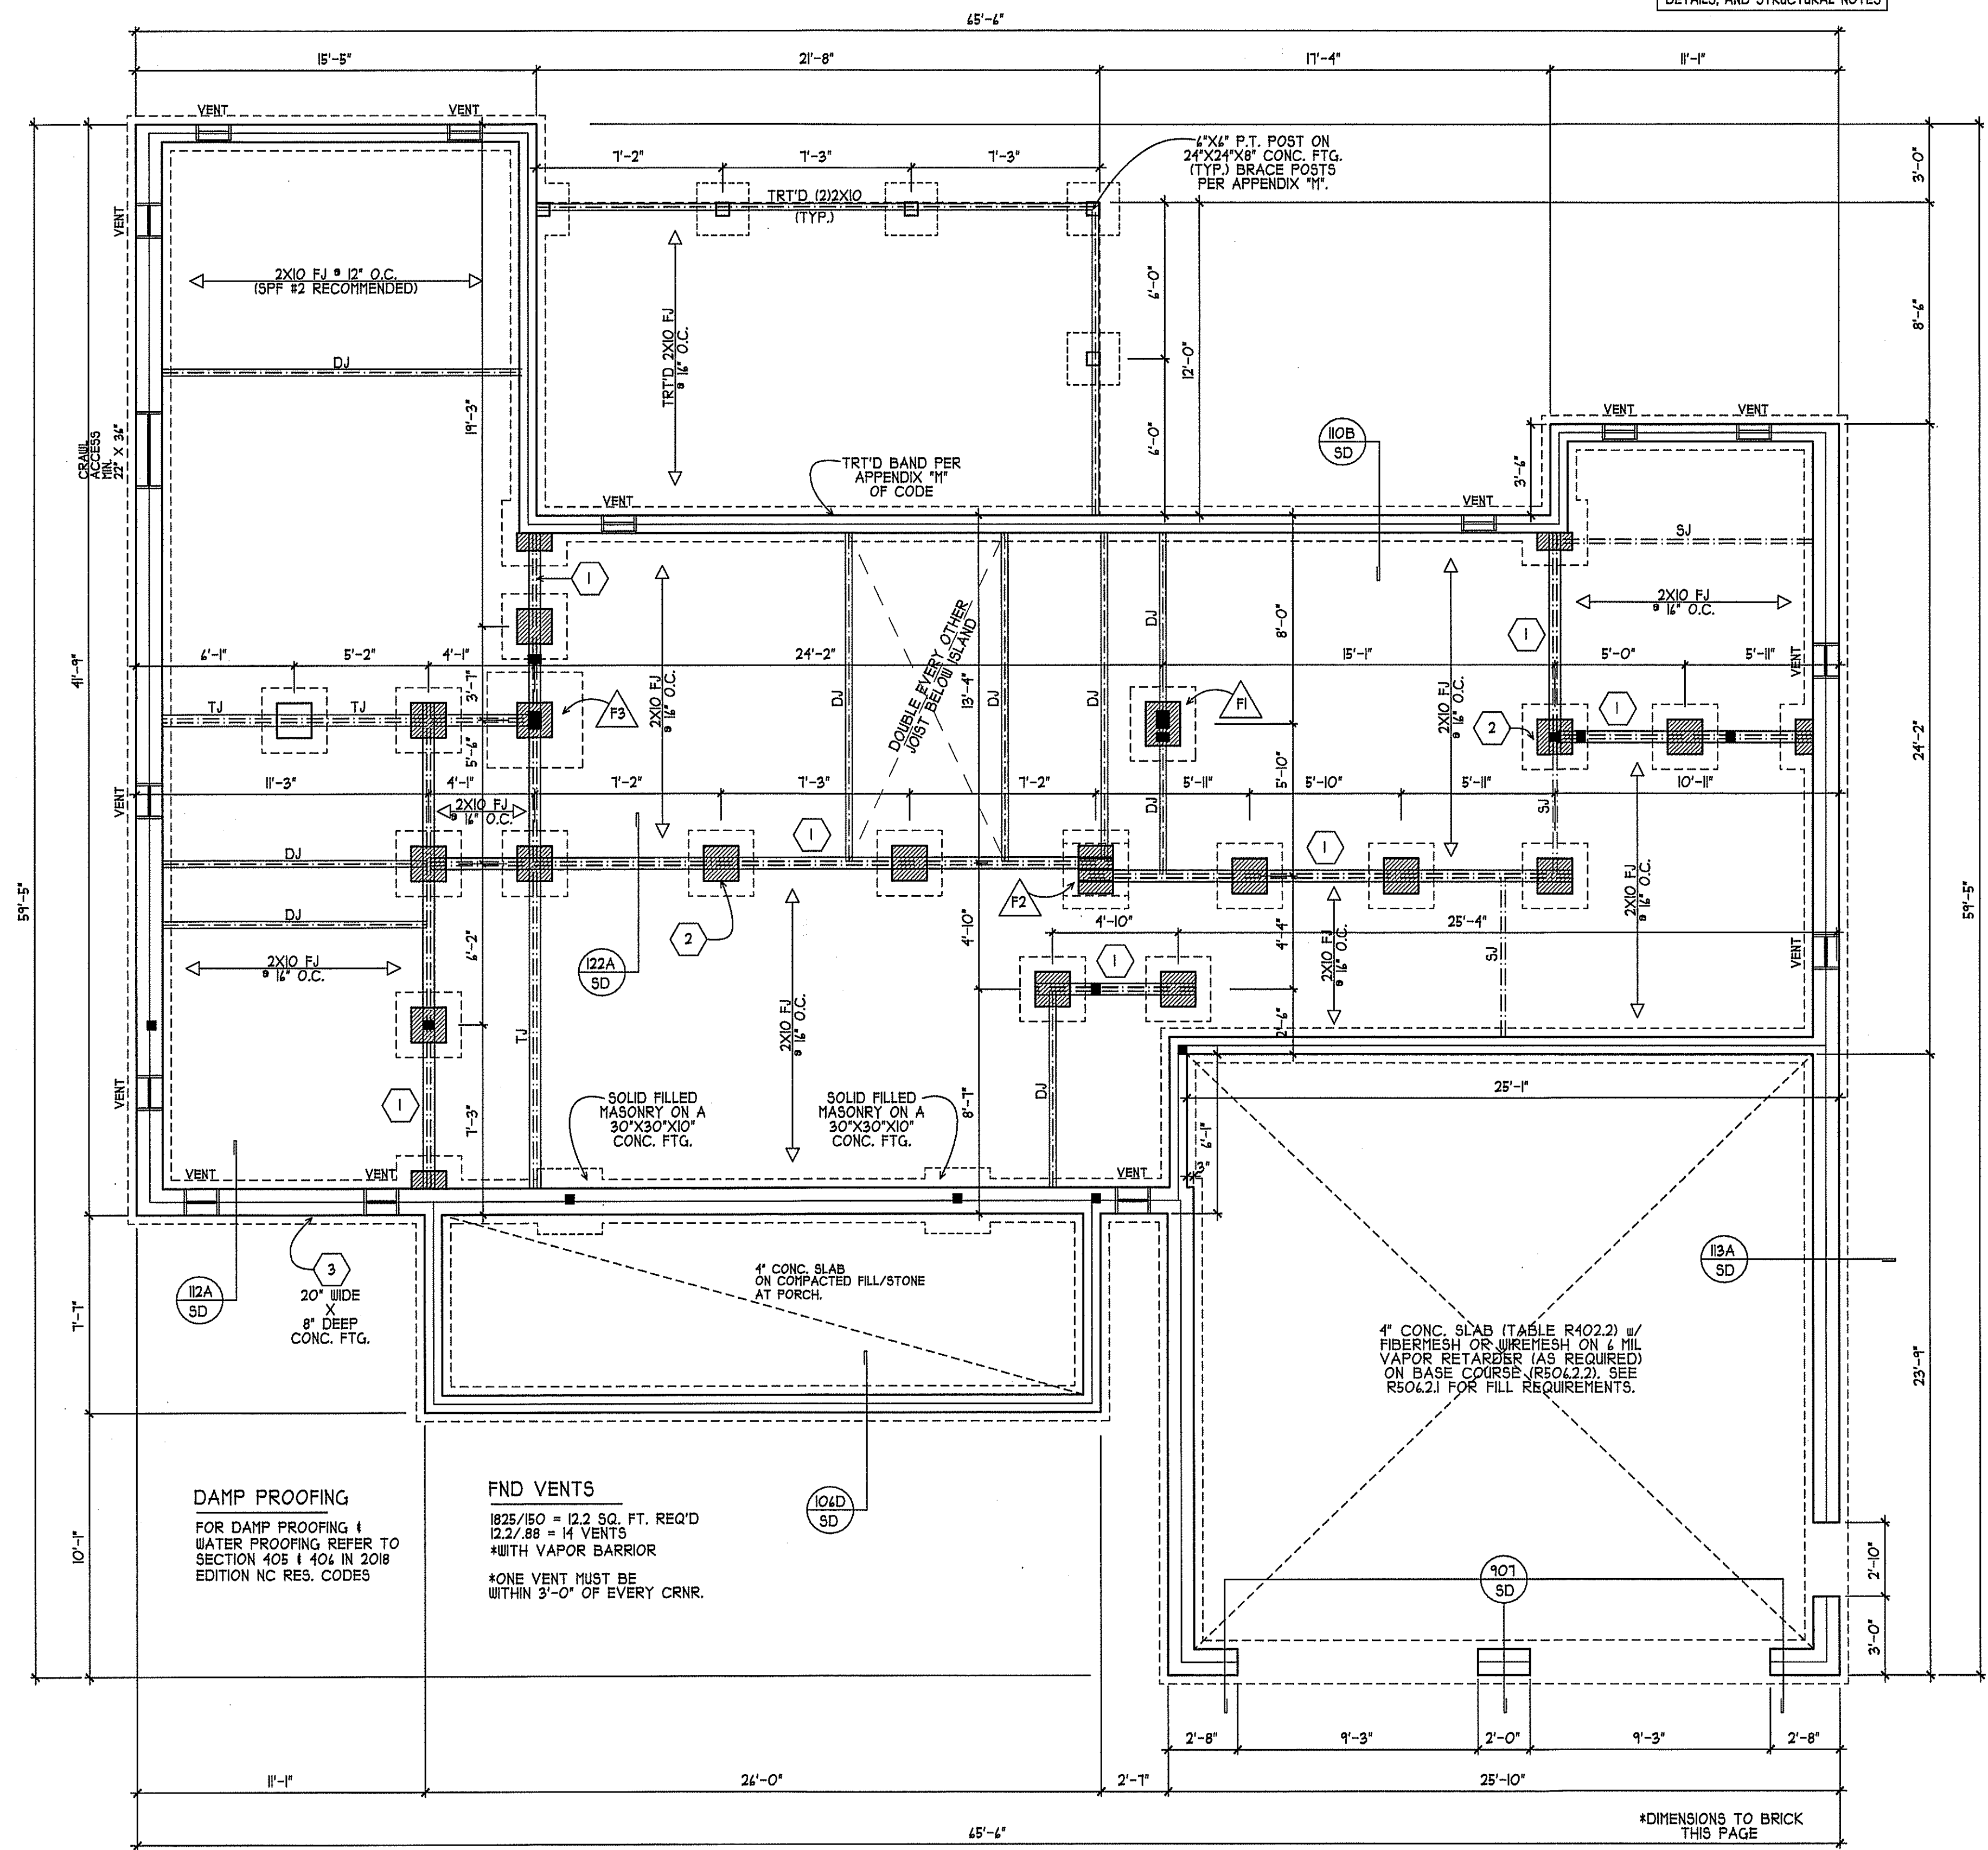 DETAILS, AND STRUCTURAL NOTES
65'-6"
15'-5"
21'-8"
17'-4"
11'-1"
VENT
VENT
7'-2"
7'-3"
7'-3"
6"X6" P.T. POST ON
24"X24"X8" CONC. FTG.
(TYP.) BRACE POSTS
PER APPENDIX "M".
3'-0"
VENT
TRT'D (2)2X10
(TYP.)
2X10 FJ @ 12" O.C.
(SPF #2 RECOMMENDED)
TRT'D 2X10 FJ
@ 16" O.C.
6'-0"
12'-0"
6'-0"
8'-6"
DJ
19'-3"
CRAWL
ACCESS
MIN.
22" X 36"
TRT'D BAND PER
APPENDIX "M"
OF CODE
110B
SD
3'-6"
VENT
VENT
VENT
VENT
SJ
1
2X10 FJ
@ 16" O.C.
DOUBLE EVERY OTHER
JOIST BELOW ISLAND
DJ
8'-0"
2X10 FJ
@ 16" O.C.
1
2X10 FJ
@ 16" O.C.
41'-9"
6'-1"
5'-2"
4'-1"
24'-2"
15'-1"
5'-0"
5'-11"
VENT
3'-7"
13'-4"
TJ
TJ
F3
DJ
DJ
DJ
F1
2
1
24'-2"
5'-6"
5'-10"
VENT
11'-3"
4'-1"
7'-2"
7'-3"
7'-2"
5'-11"
5'-10"
5'-11"
10'-11"
2X10 FJ
@ 16" O.C.
DJ
SJ
1
1
DJ
59'-5"
59'-5"
F2
2X10 FJ
@ 16" O.C.
DJ
6'-2"
2
4'-10"
4'-10"
25'-4"
4'-4"
2X10 FJ
@ 16" O.C.
SJ
VENT
2X10 FJ
@ 16" O.C.
122A
SD
1
2X10 FJ
@ 16" O.C.
2'-6"
TJ
VENT
1
7'-3"
SOLID FILLED
MASONRY ON A
30"X30"X10"
CONC. FTG.
SOLID FILLED
MASONRY ON A
30"X30"X10"
CONC. FTG.
8'-7"
DJ
25'-1"
6'-1"
3"
VENT
VENT
VENT
112A
SD
3
20" WIDE
X
8" DEEP
CONC. FTG.
4" CONC. SLAB
ON COMPACTED FILL/STONE
AT PORCH.
113A
SD
7'-7"
4" CONC. SLAB (TABLE R402.2) w/
FIBERMESH OR WIREMESH ON 6 MIL
VAPOR RETARDER (AS REQUIRED)
ON BASE COURSE (R506.2.2). SEE
R506.2.1 FOR FILL REQUIREMENTS.
23'-9"
DAMP PROOFING
FOR DAMP PROOFING &
WATER PROOFING REFER TO
SECTION 405 & 406 IN 2018
EDITION NC RES. CODES
FND VENTS
1825/150 = 12.2 SQ. FT. REQ'D
12.2/.88 = 14 VENTS
*WITH VAPOR BARRIOR
*ONE VENT MUST BE
WITHIN 3'-0" OF EVERY CRNR.
106D
SD
10'-1"
907
SD
2'-10"
3'-0"
2'-8"
9'-3"
2'-0"
9'-3"
2'-8"
11'-1"
26'-0"
2'-7"
25'-10"
65'-6"
*DIMENSIONS TO BRICK
THIS PAGE